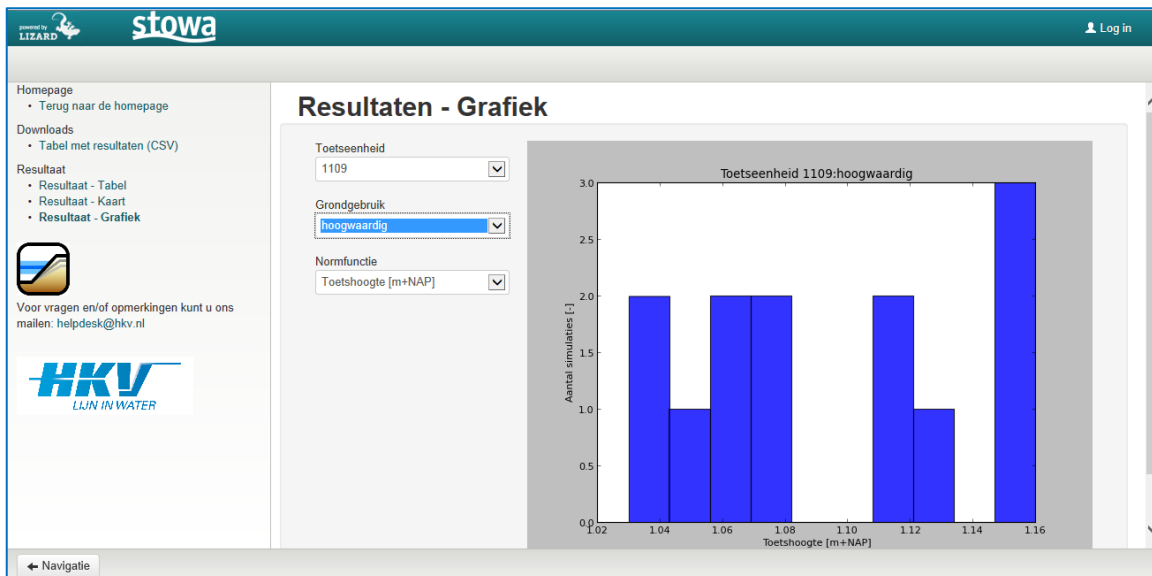 powered by
LIZARD
stowa
Log in
Homepage
• Terug naar de homepage
Downloads
• Tabel met resultaten (CSV)
Resultaat
• Resultaat - Tabel
• Resultaat - Kaart
• Resultaat - Grafiek
Voor vragen en/of opmerkingen kunt u ons
mailen: helpdesk@hkv.nl
HKV
LIJN IN WATER
Resultaten - Grafiek
Toetseenheid
1109
Grondgebruik
hoogwaardig
Normfunctie
Toetshoogte [m+NAP]
Toetseenheid 1109:hoogwaardig
3.0
2.5
2.0
1.5
1.0
0.5
0.0
Aantal simulaties [-]
1.02 1.04 1.06 1.08 1.10 1.12 1.14 1.16
Toetshoogte [m+NAP]
Navigatie